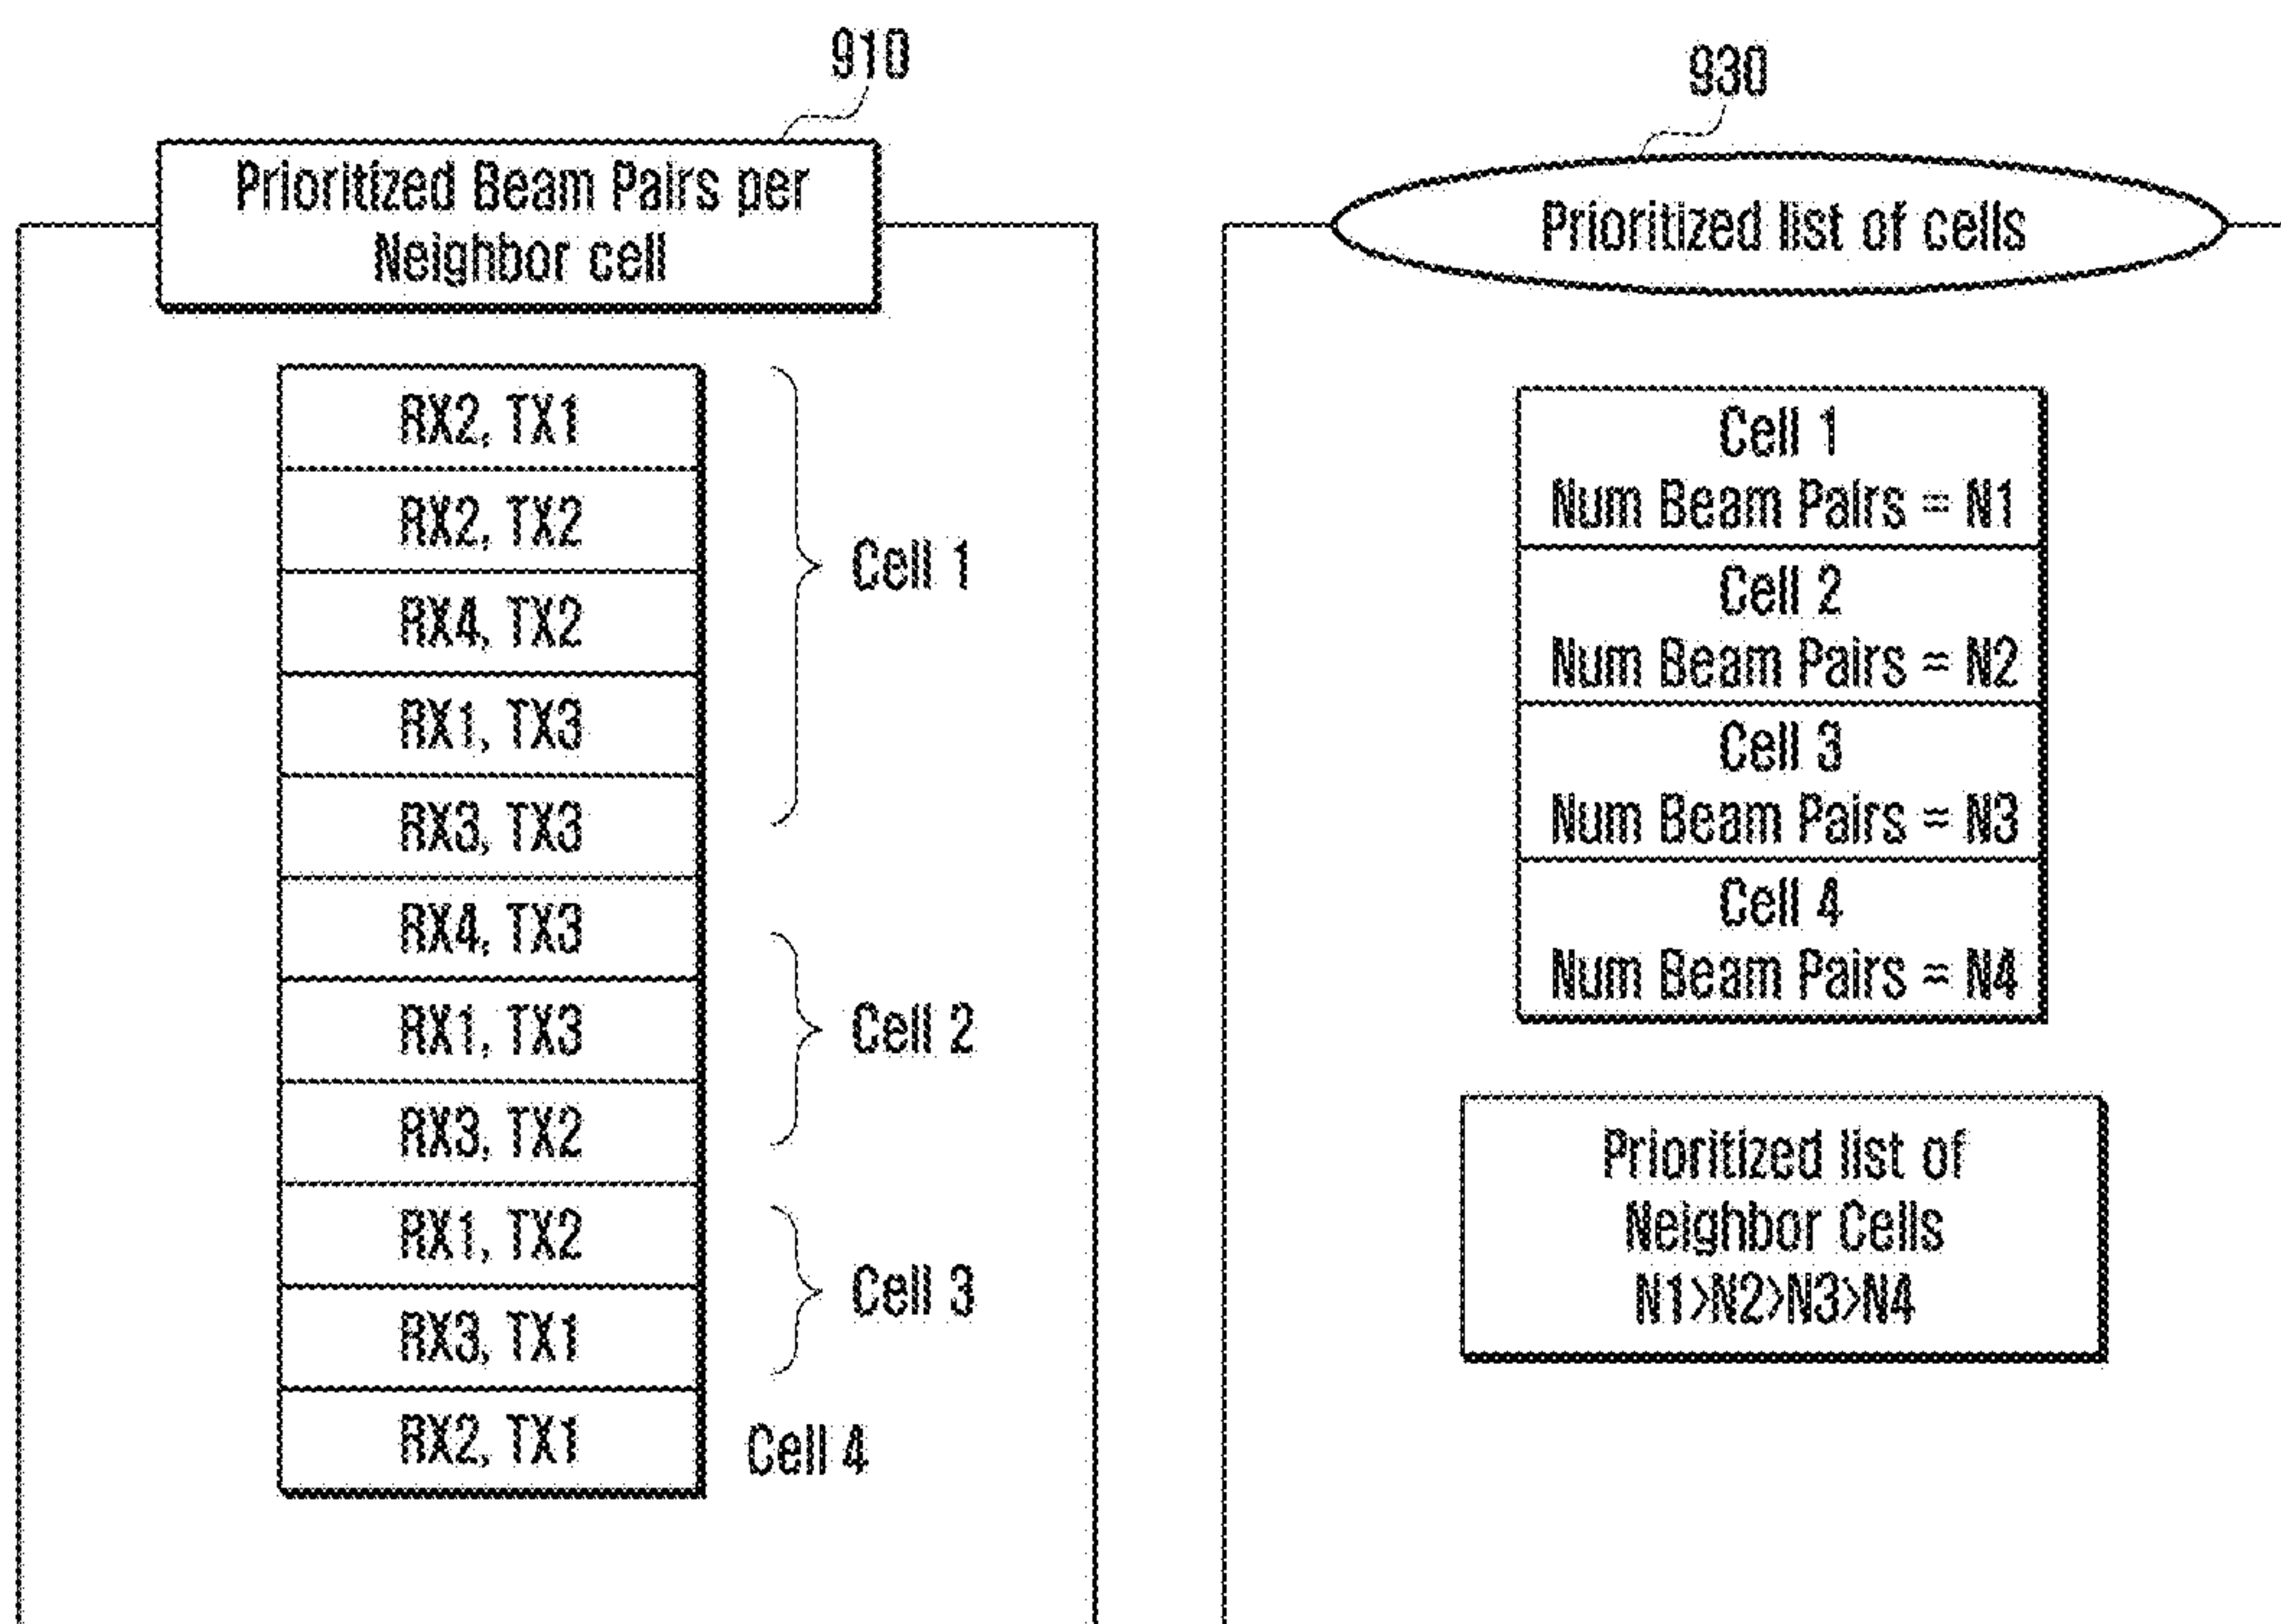 910
Prioritized Beam Pairs per
Neighbor cell
RX2, TX1
RX2, TX2
RX4, TX2
RX1, TX3
RX3, TX3
Cell 1
RX4, TX3
RX1, TX3
RX3, TX2
Cell 2
RX1, TX2
RX3, TX1
Cell 3
RX2, TX1
Cell 4
930
Prioritized list of cells
Cell 1
Num Beam Pairs = N1
Cell 2
Num Beam Pairs = N2
Cell 3
Num Beam Pairs = N3
Cell 4
Num Beam Pairs = N4
Prioritized list of
Neighbor Cells
N1>N2>N3>N4